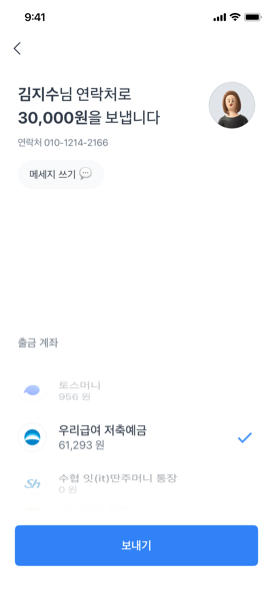 9:41
김지수님 연락처로
30,000원을 보냅니다
연락처 010-1214-2166
메세지 쓰기
출금 계좌
토스머니
956 원
우리급여 저축예금
61,293 원
Sh
수협 잇(it)딴주머니 통장
0 원
보내기